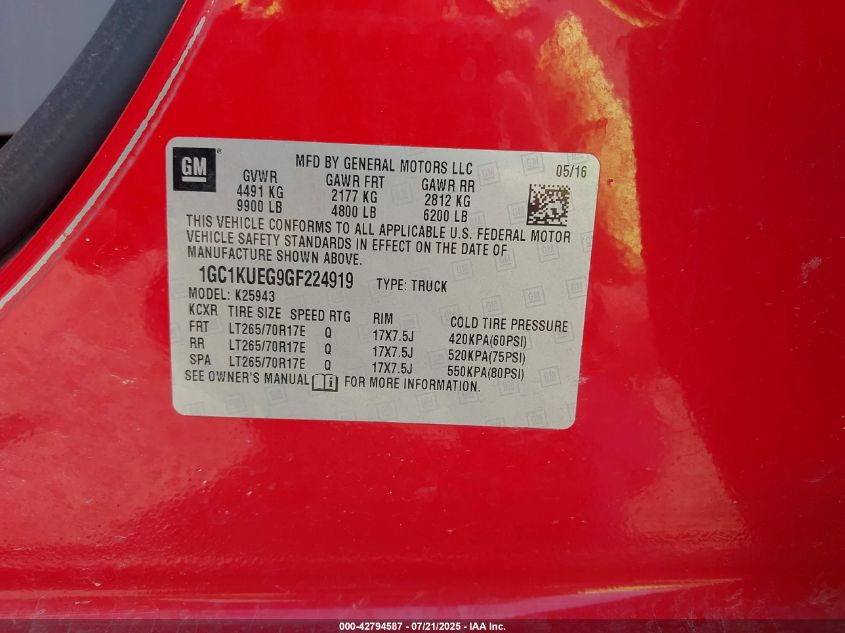 GM
MFD BY GENERAL MOTORS LLC 05/16
GVWR GAWR FRT GAWR RR
4491 KG 2177 KG 2812 KG
9900 LB 4800 LB 6200 LB
THIS VEHICLE CONFORMS TO ALL APPLICABLE U.S. FEDERAL MOTOR
VEHICLE SAFETY STANDARDS IN EFFECT ON THE DATE OF
MANUFACTURE SHOWN ABOVE.
1GC1KUEG9GF224919 TYPE: TRUCK
MODEL: K25943
KCXR TIRE SIZE SPEED RTG RIM COLD TIRE PRESSURE
FRT LT265/70R17E Q 17X7.5J 420KPA(60PSI)
RR LT265/70R17E Q 17X7.5J 520KPA(75PSI)
SPA LT265/70R17E Q 17X7.5J 550KPA(80PSI)
SEE OWNER'S MANUAL FOR MORE INFORMATION.
000-42794587 - 07/21/2025 - IAA Inc.